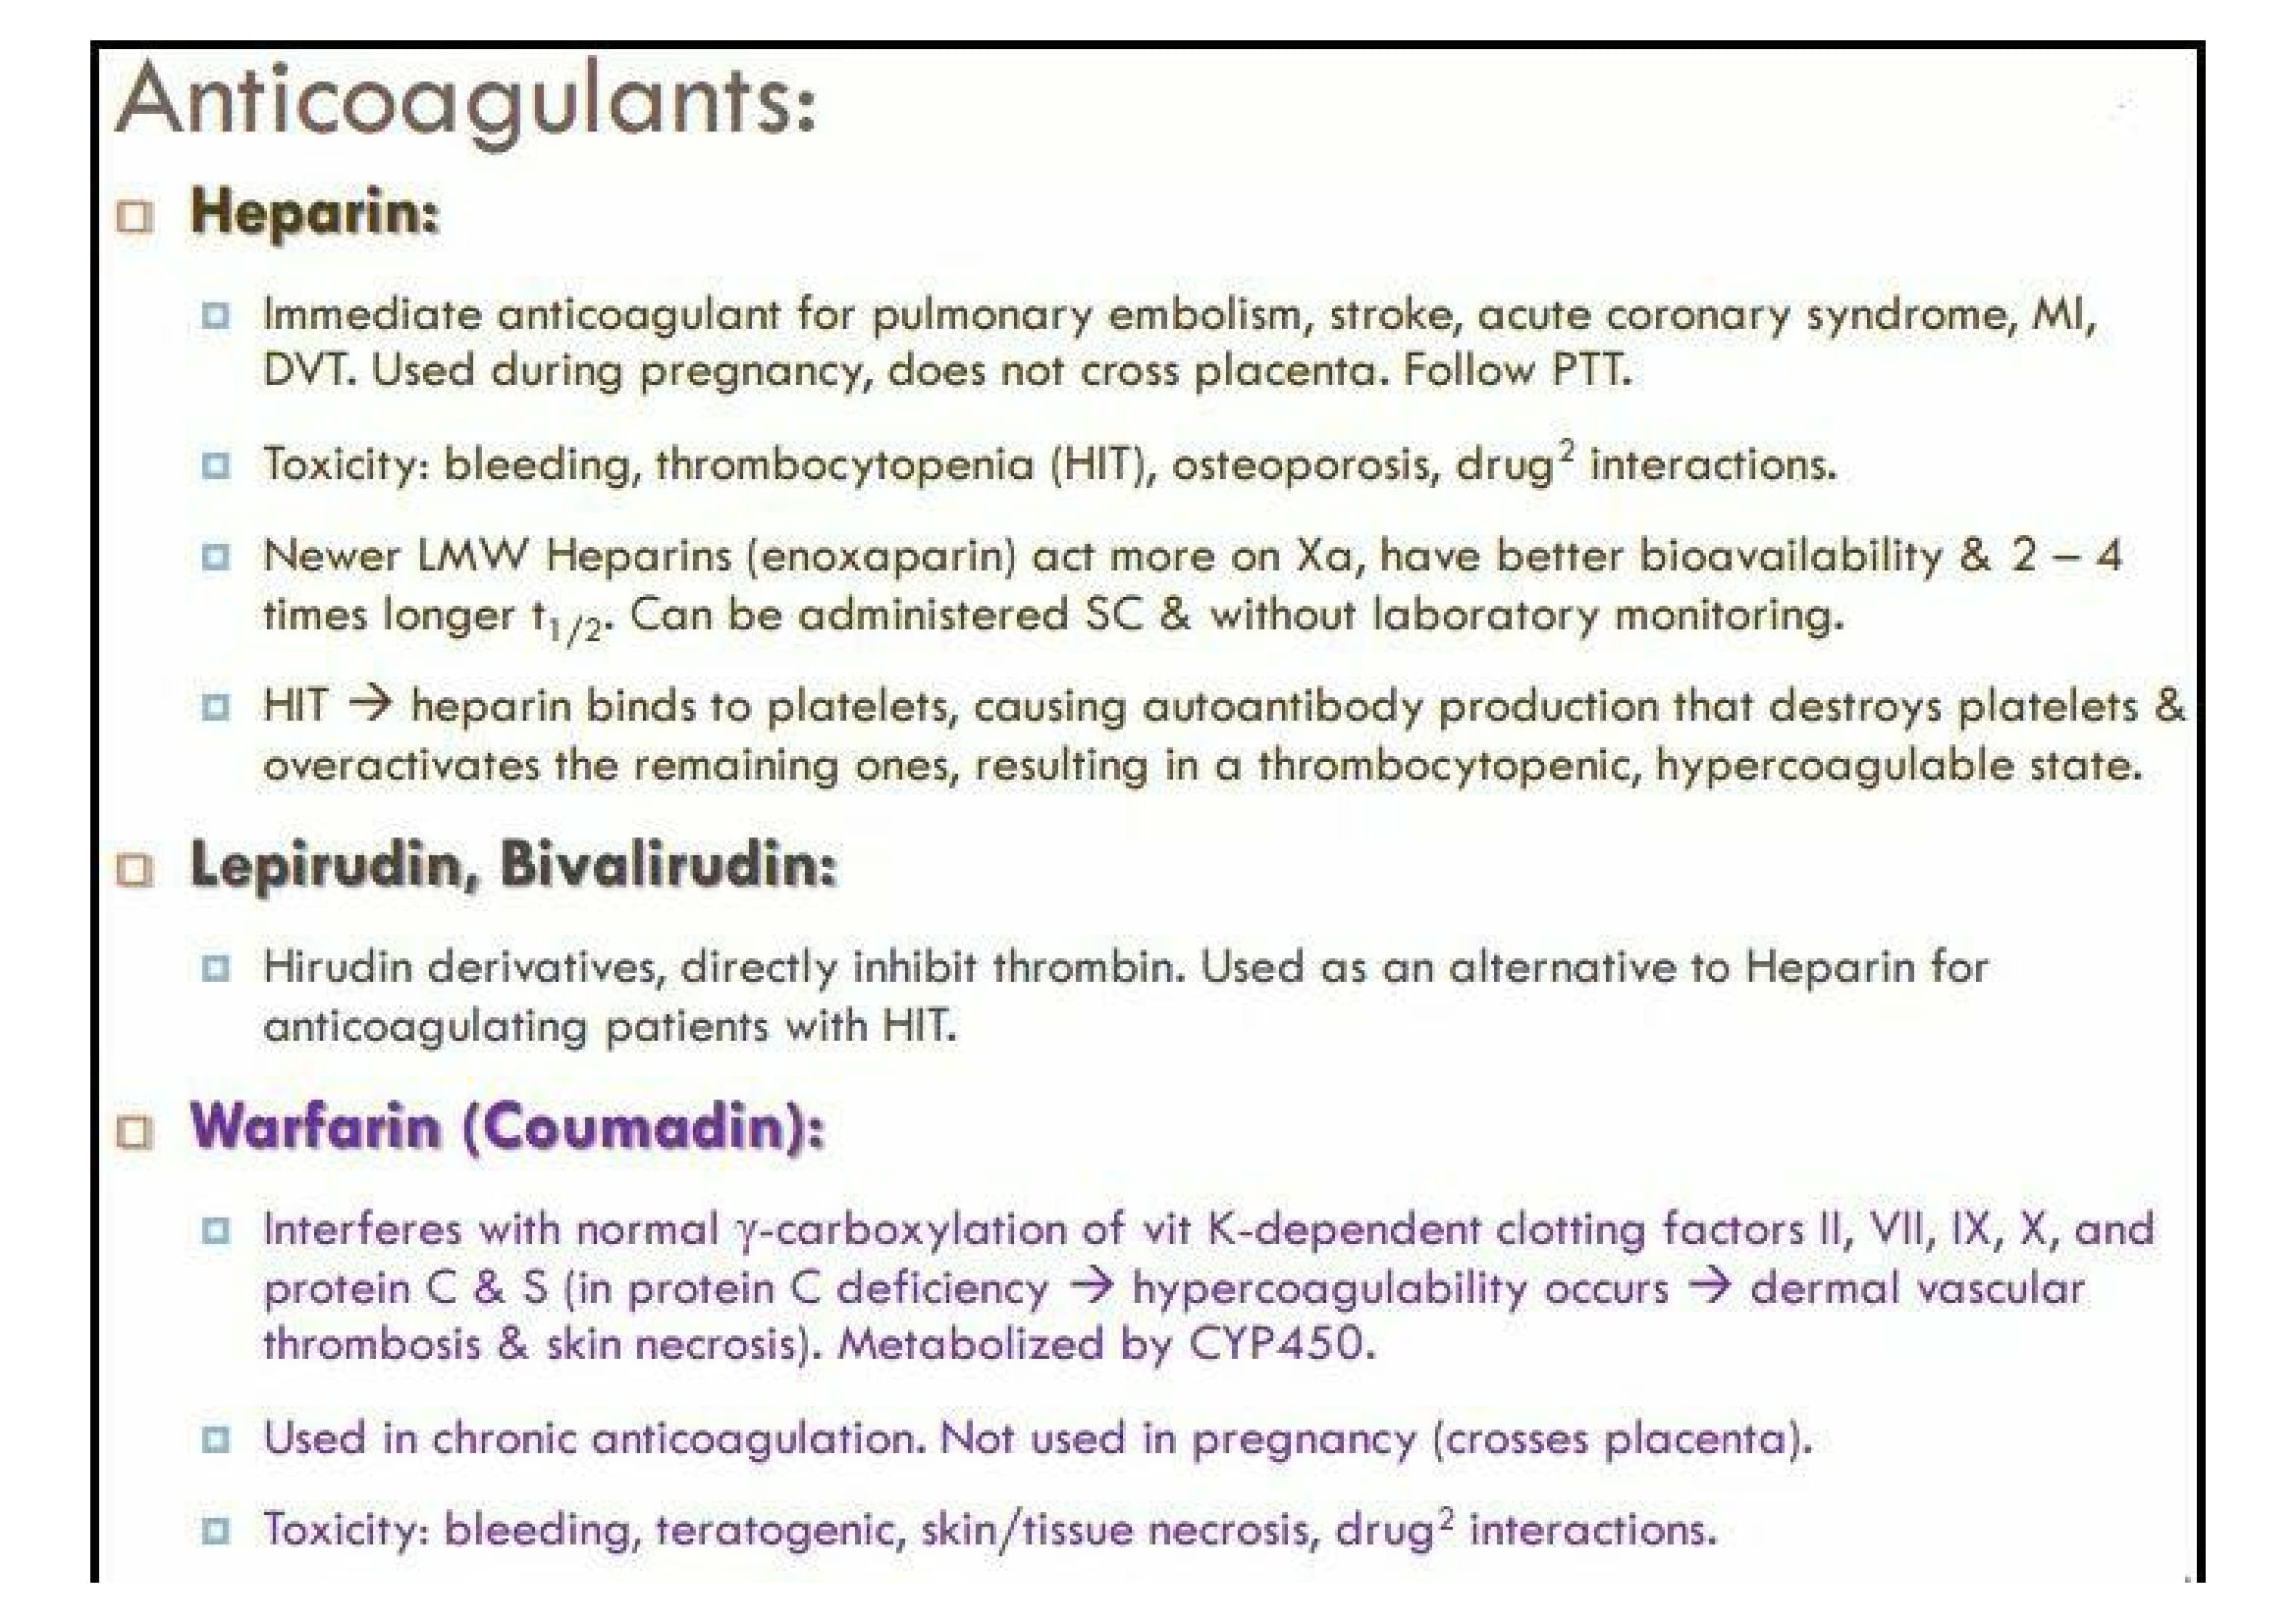 Anticoagulants:
Heparin:
Immediate anticoagulant for pulmonary embolism, stroke, acute coronary syndrome, MI,
DVT. Used during pregnancy, does not cross placenta. Follow PTT.
Toxicity: bleeding, thrombocytopenia (HIT), osteoporosis, drug² interactions.
Newer LMW Heparins (enoxaparin) act more on Xa, have better bioavailability & 2 – 4
times longer t₁/₂. Can be administered SC & without laboratory monitoring.
HIT → heparin binds to platelets, causing autoantibody production that destroys platelets &
overactivates the remaining ones, resulting in a thrombocytopenic, hypercoagulable state.
Lepirudin, Bivalirudin:
Hirudin derivatives, directly inhibit thrombin. Used as an alternative to Heparin for
anticoagulating patients with HIT.
Warfarin (Coumadin):
Interferes with normal γ-carboxylation of vit K-dependent clotting factors II, VII, IX, X, and
protein C & S (in protein C deficiency → hypercoagulability occurs → dermal vascular
thrombosis & skin necrosis). Metabolized by CYP450.
Used in chronic anticoagulation. Not used in pregnancy (crosses placenta).
Toxicity: bleeding, teratogenic, skin/tissue necrosis, drug² interactions.